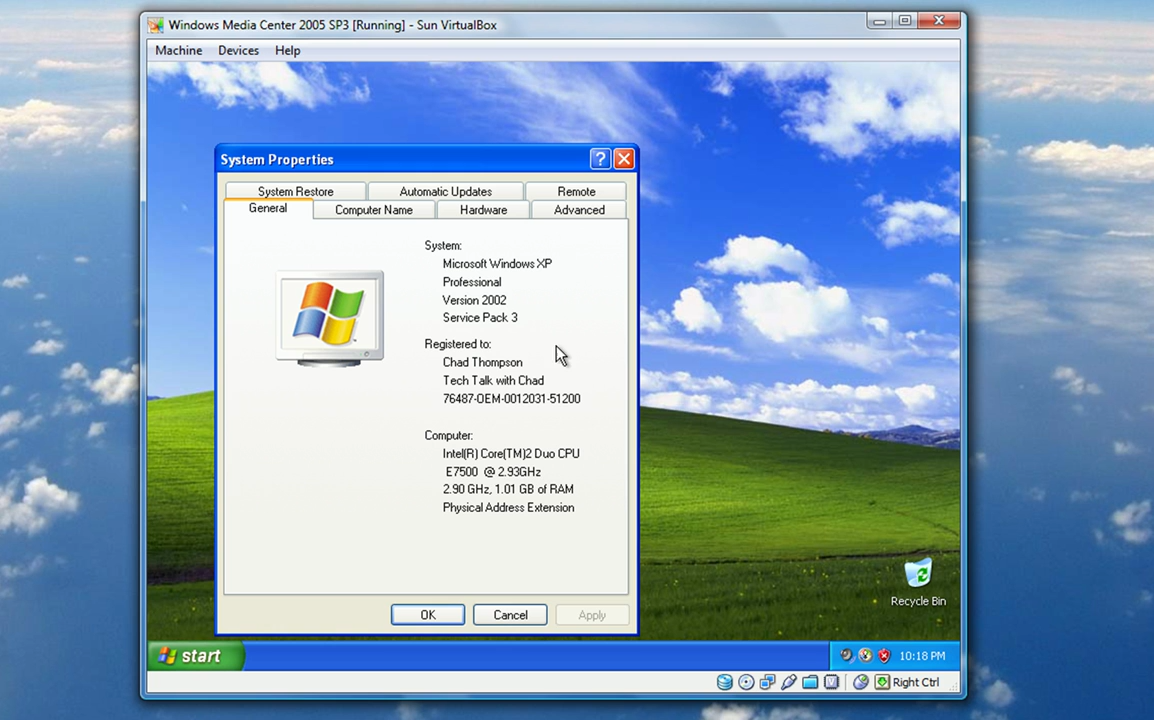 Windows Media Center 2005 SP3 [Running] - Sun VirtualBox
Machine Devices Help
System Properties
System Restore Automatic Updates Remote
General Computer Name Hardware Advanced
System:
Microsoft Windows XP
Professional
Version 2002
Service Pack 3
Registered to:
Chad Thompson
Tech Talk with Chad
76487-OEM-0012031-51200
Computer:
Intel(R) Core(TM)2 Duo CPU
E7500 @ 2.93GHz
2.90 GHz, 1.01 GB of RAM
Physical Address Extension
OK Cancel Apply
Recycle Bin
start 10:18 PM
Right Ctrl